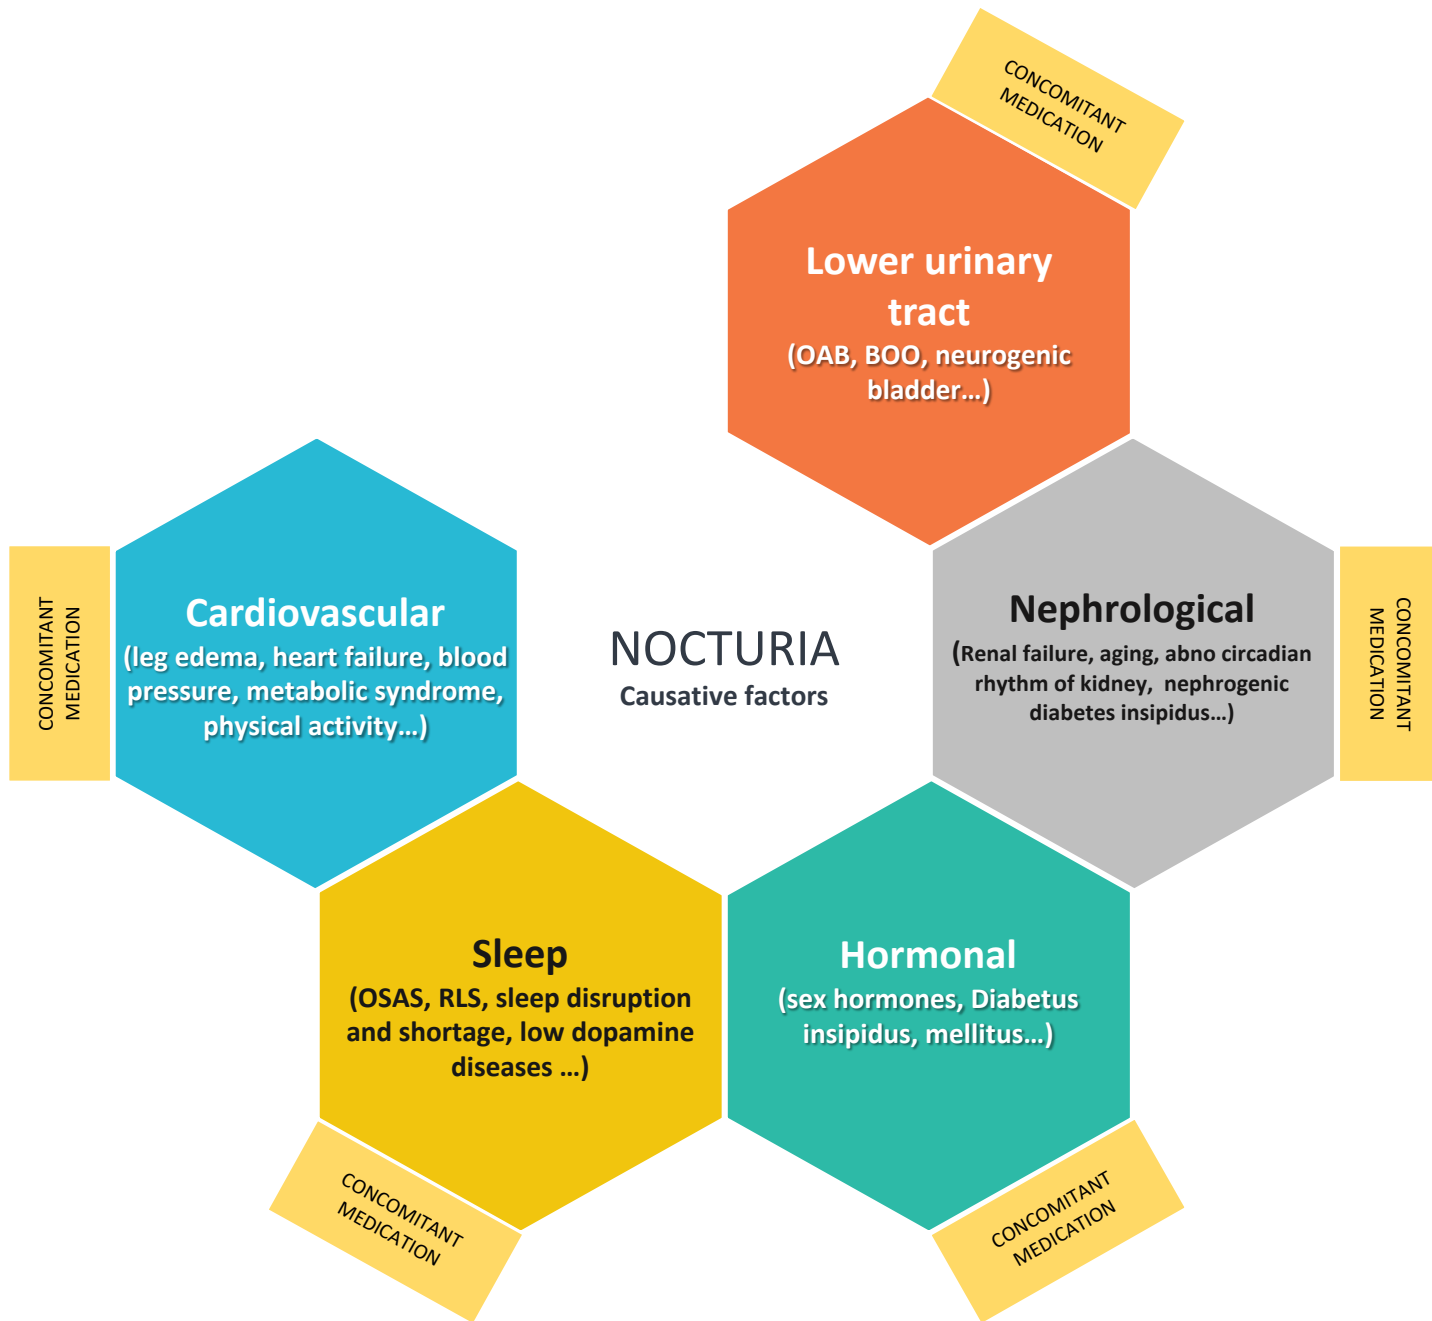 CONCOMITANT
MEDICATION
Lower urinary
tract
(OAB, BOO, neurogenic
bladder…)
CONCOMITANT
MEDICATION
Cardiovascular
(leg edema, heart failure, blood
pressure, metabolic syndrome,
physical activity…)
NOCTURIA
Causative factors
Nephrological
(Renal failure, aging, abno circadian
rhythm of kidney, nephrogenic
diabetes insipidus…)
CONCOMITANT
MEDICATION
Sleep
(OSAS, RLS, sleep disruption
and shortage, low dopamine
diseases …)
Hormonal
(sex hormones, Diabetus
insipidus, mellitus…)
CONCOMITANT
MEDICATION
CONCOMITANT
MEDICATION